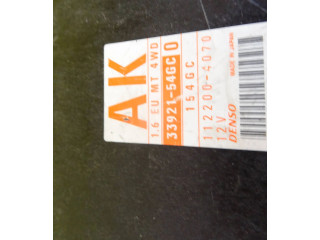 AK
1.6 EU MT 4WD
33921-54GC0
154GC
112200-4070
12V
DENSO MADE IN JAPAN